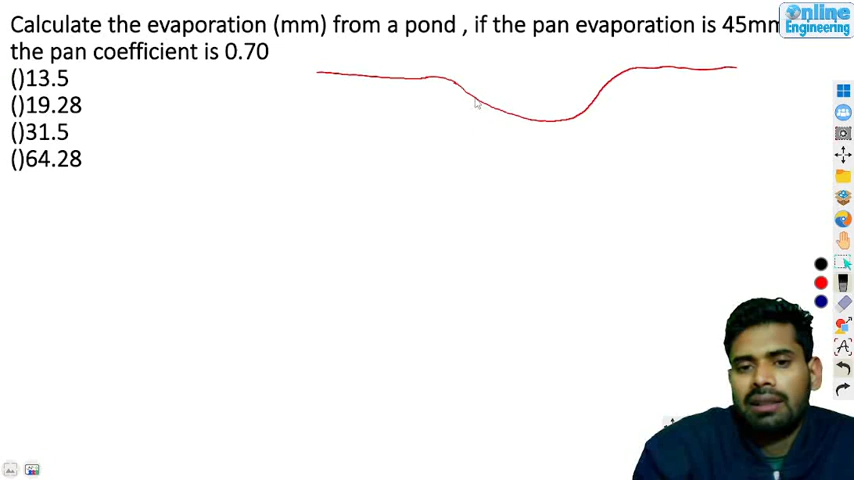 Calculate the evaporation (mm) from a pond , if the pan evaporation is 45mm
the pan coefficient is 0.70
()13.5
()19.28
()31.5
()64.28
Online
Engineering